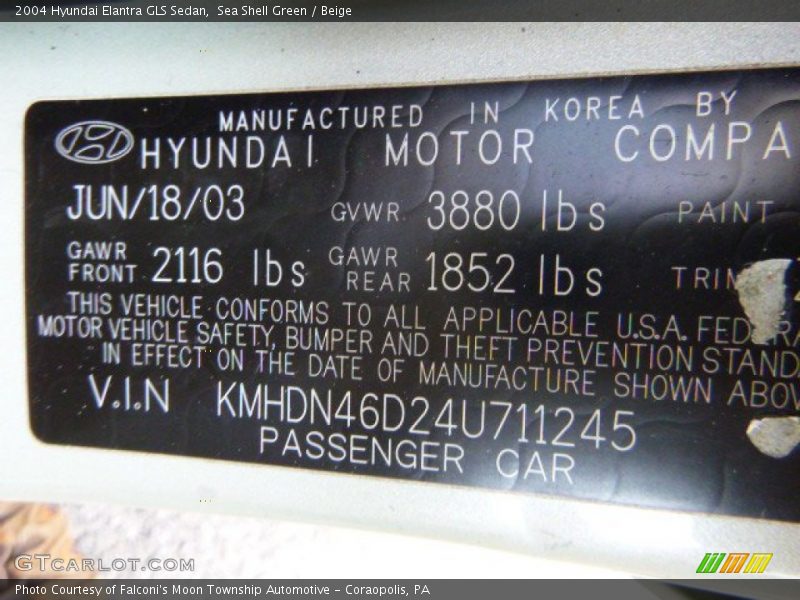 2004 Hyundai Elantra GLS Sedan,  Sea Shell Green / Beige
MANUFACTURED IN KOREA BY
HYUNDAI MOTOR COMPA
JUN/18/03 GVWR 3880 lbs PAINT
GAWR FRONT 2116 lbs GAWR REAR 1852 lbs TRIM
THIS VEHICLE CONFORMS TO ALL APPLICABLE U.S.A. FEDERA
MOTOR VEHICLE SAFETY, BUMPER AND THEFT PREVENTION STAND
IN EFFECT ON THE DATE OF MANUFACTURE SHOWN ABOV
V.I.N KMHDN46D24U711245
PASSENGER CAR
GTcarlot.com
Photo Courtesy of Falconi's Moon Township Automotive - Coraopolis, PA